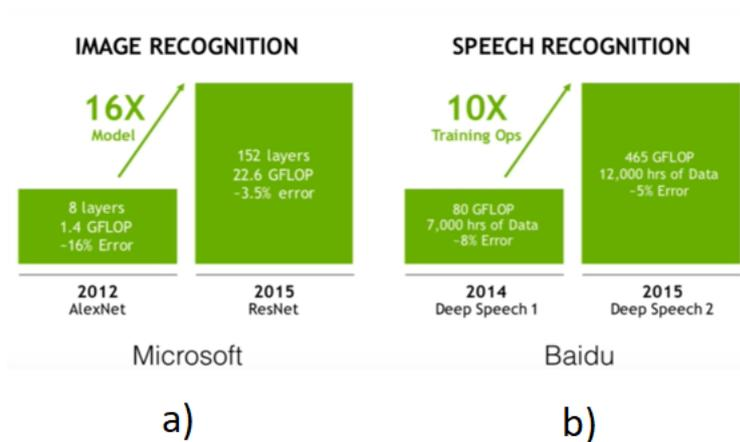 IMAGE RECOGNITION
16X
Model
8 layers
1.4 GFLOP
~16% Error
152 layers
22.6 GFLOP
~3.5% error
2012
AlexNet
2015
ResNet
Microsoft
a)
SPEECH RECOGNITION
10X
Training Ops
80 GFLOP
7,000 hrs of Data
~8% Error
465 GFLOP
12,000 hrs of Data
~5% Error
2014
Deep Speech 1
2015
Deep Speech 2
Baidu
b)